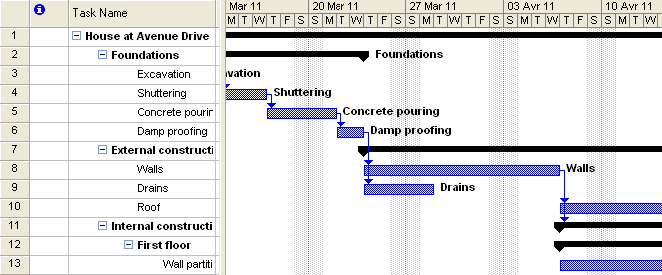 Task Name Mar 11 20 Mar 11 27 Mar 11 03 Avr 11 10 Avr 11
M T W T F S S M T W T F S S M T W T F S S M T W T F S S M T W
1 House at Avenue Drive
2 Foundations Foundations
3 Excavation vation
4 Shuttering Shuttering
5 Concrete pourin Concrete pouring
6 Damp proofing Damp proofing
7 External constructi
8 Walls Walls
9 Drains Drains
10 Roof
11 Internal constructi
12 First floor
13 Wall partiti